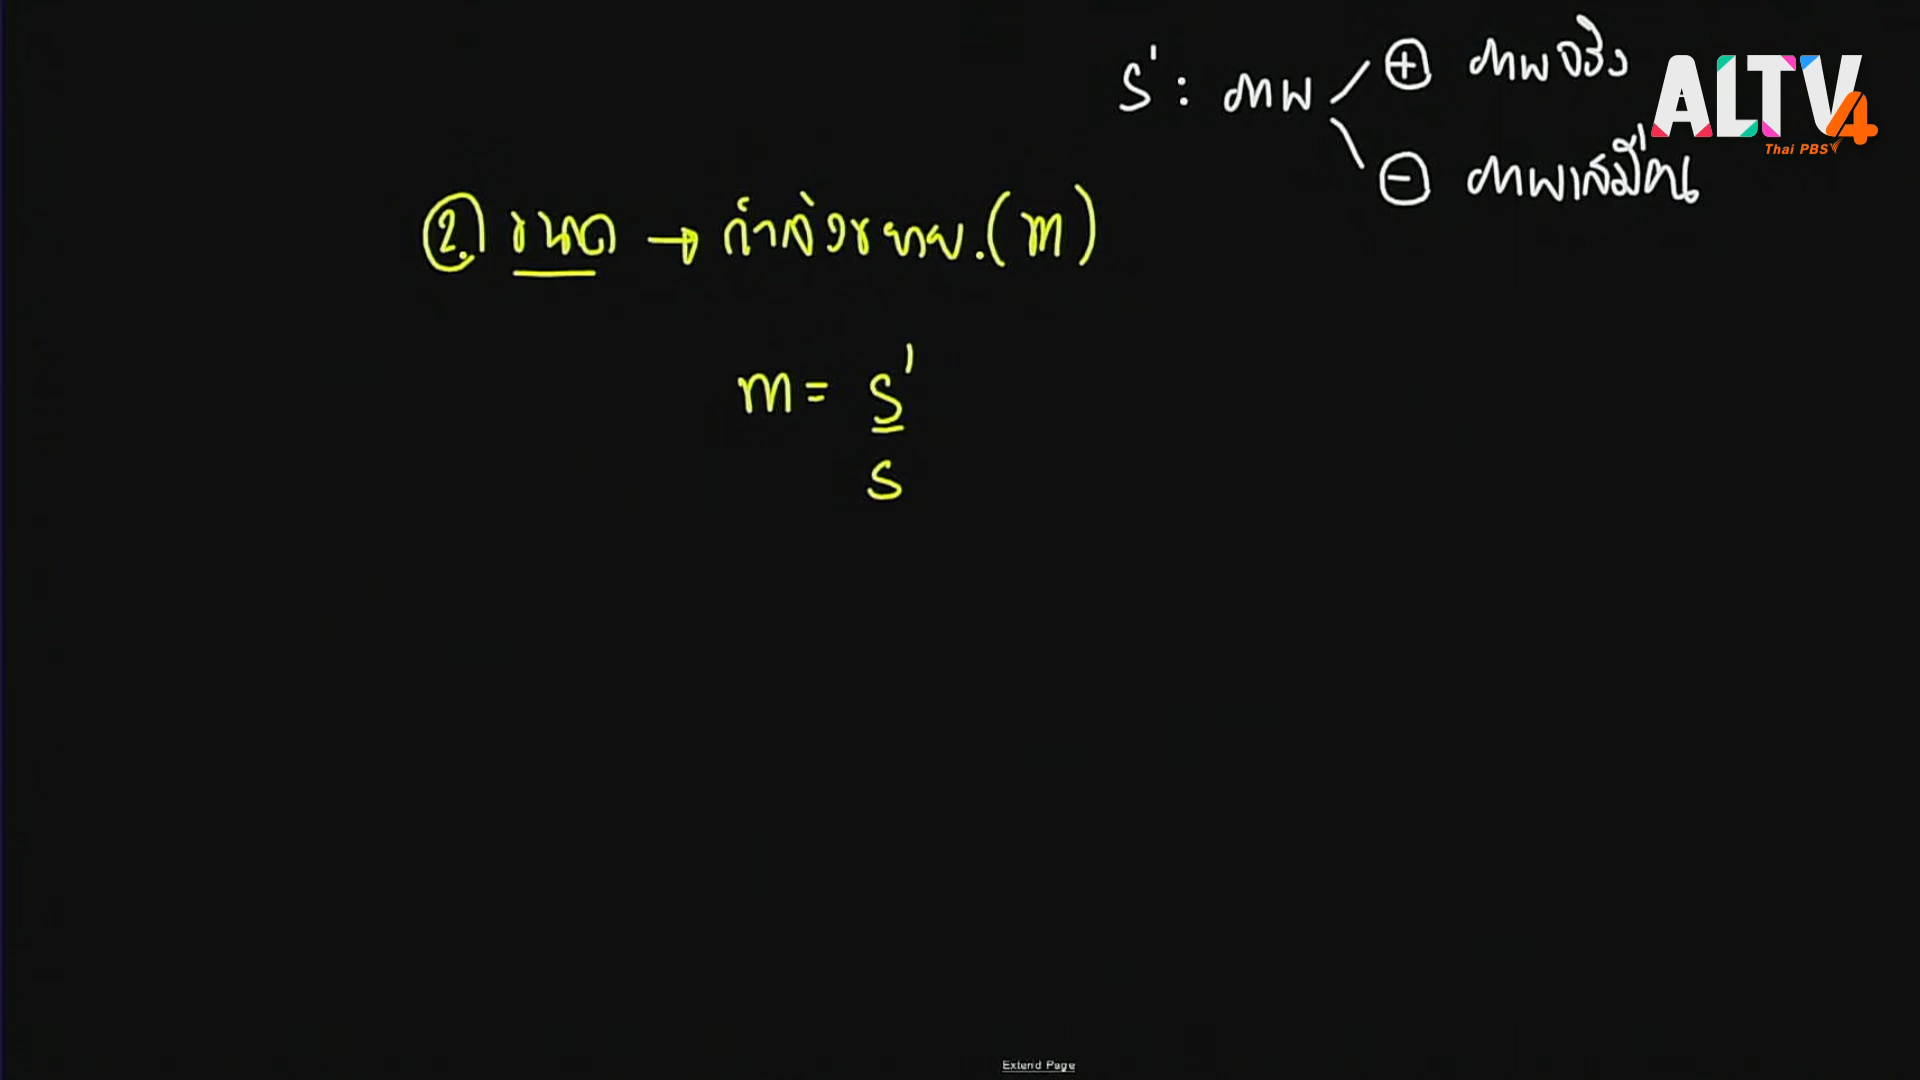 S' : ภาพ
⊕ ภาพจริง
⊖ ภาพเสมือน
ALTV4
Thai PBS
② ขนาด → กำลังขยาย.(m)
m = S'
S
Extend Page